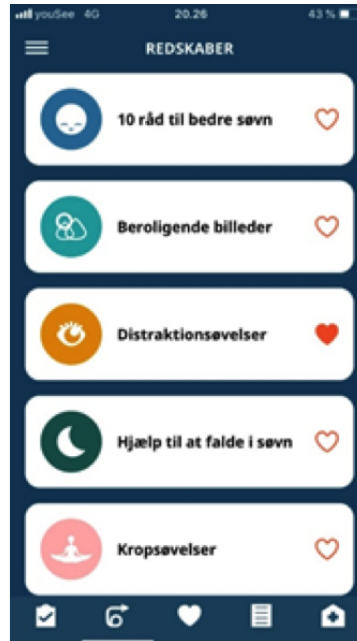 youSee 4G 20.26 43 %
REDSKABER
10 råd til bedre søvn
Beroligende billeder
Distraktionsøvelser
Hjælp til at falde i søvn
Kropsøvelser